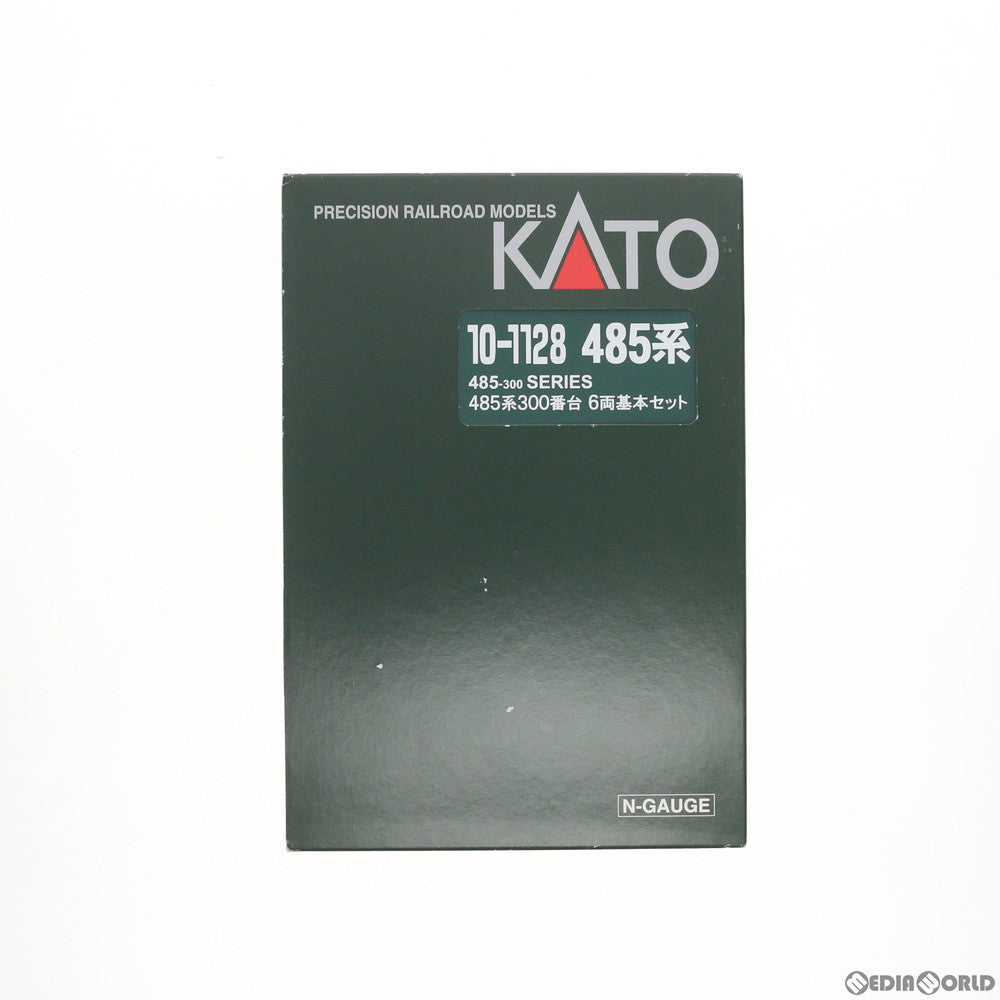 PRECISION RAILROAD MODELS
KATO
10-1128 485系
485-300 SERIES
485系300番台 6両基本セット
N-GAUGE
MEDIAWORLD